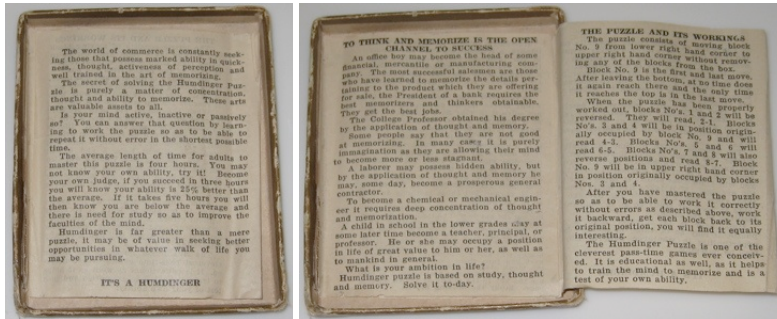 The world of commerce is constantly seek-
ing those that possess marked ability in quick-
ness, thought, activeness of perception and
well trained in the art of memorizing.
The secret of solving the Humdinger Puz-
zle is purely a matter of concentration,
thought and ability to memorize. These arts
are valuable assets to all.
Is your mind active, inactive or passively
so? You can answer that question by learn-
ing to work the puzzle so as to be able to
repeat it without error in the shortest possible
time.
The average length of time for adults to
master this puzzle is four hours. You may
not know your own ability, try it! Become
your own judge, if you succeed in three hours
you will know your ability is 25% better than
the average. If it takes five hours you will
then know you are below the average and
there is need for study so as to improve the
faculties of the mind.
Humdinger is far greater than a mere
puzzle, it may be of value in seeking better
opportunities in whatever walk of life you
may be pursuing.
IT'S A HUMDINGER
TO THINK AND MEMORIZE IS THE OPEN
CHANNEL TO SUCCESS
An office boy may become the head of some
financial, mercantile or manufacturing com-
pany. The most successful salesmen are those
who have learned to memorize the details per-
taining to the product which they are offering
for sale, the President of a bank requires the
best memorizers and thinkers obtainable.
They get the best jobs.
The College Professor obtained his degree
by the application of thought and memory.
Some people say that they are not good
at memorizing. In many cases it is purely
imagination as they are allowing their mind
to become more or less stagnant.
A laborer may possess hidden ability, but
by the application of thought and memory he
may, some day, become a prosperous general
contractor.
To become a chemical or mechanical engin-
eer it requires deep concentration of thought
and memorization.
A child in school in the lower grades may at
some later time become a teacher, principal, or
professor. He or she may occupy a position
in life of great value to him or her, as well as
to mankind in general.
What is your ambition in life?
Humdinger puzzle is based on study, thought
and memory. Solve it to-day.
THE PUZZLE AND ITS WORKINGS
The puzzle consists of moving block
No. 9 from lower right hand corner to
upper right hand corner without remov-
ing any of the blocks from the box.
Block No. 9 is the first and last move.
After leaving the bottom, at no time does
it again reach there and the only time
it reaches the top is in the last move.
When the puzzle has been properly
worked out, blocks No's. 1 and 2 will be
reversed. They will read, 2-1. Blocks
No's. 3 and 4 will be in position origin-
ally occupied by block No. 9 and will
read 4-3. Blocks No's. 5 and 6 will
read 6-5. Blocks No's. 7 and 8 will also
reverse positions and read 8-7. Block
No. 9 will be in upper right hand corner
in position originally occupied by blocks
Nos. 3 and 4.
After you have mastered the puzzle
so as to be able to work it correctly
without errors as described above, work
it backward, get each block back to its
original position, you will find it equally
interesting.
The Humdinger Puzzle is one of the
cleverest pass-time games ever conceiv-
ed. It is educational as well, as it helps
to train the mind to memorize and is a
test of your own ability.